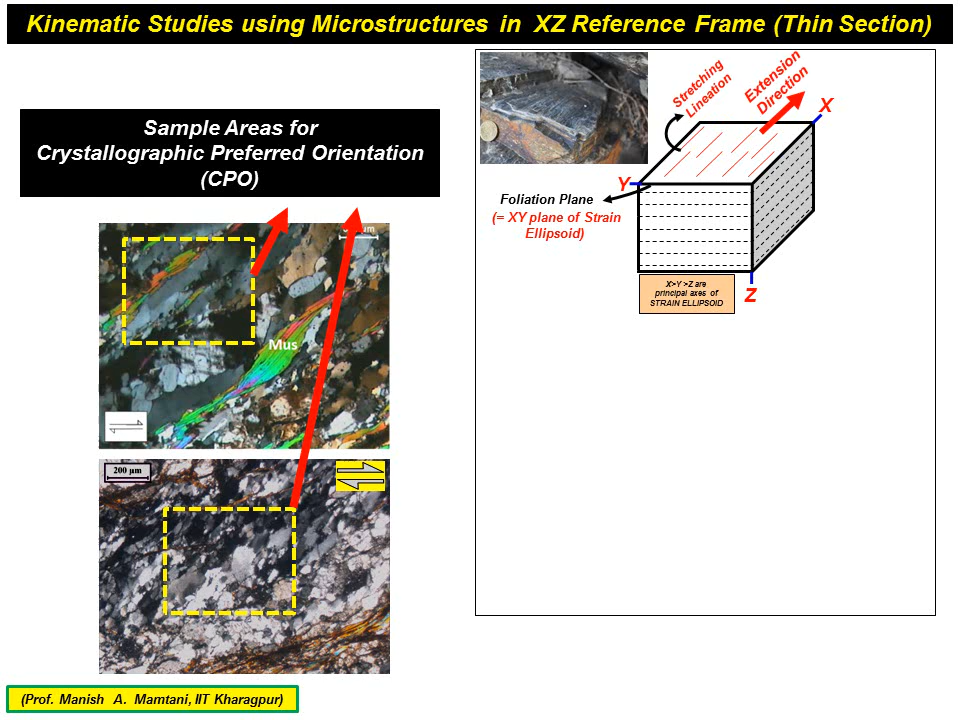 Kinematic Studies using Microstructures in XZ Reference Frame (Thin Section)
Sample Areas for
Crystallographic Preferred Orientation
(CPO)
Mus
200 µm
Stretching
Lineation
Extension
Direction
X
Y
Foliation Plane
(= XY plane of Strain
Ellipsoid)
X>Y >Z are
principal axes of
STRAIN ELLIPSOID
Z
(Prof. Manish A. Mamtani, IIT Kharagpur)